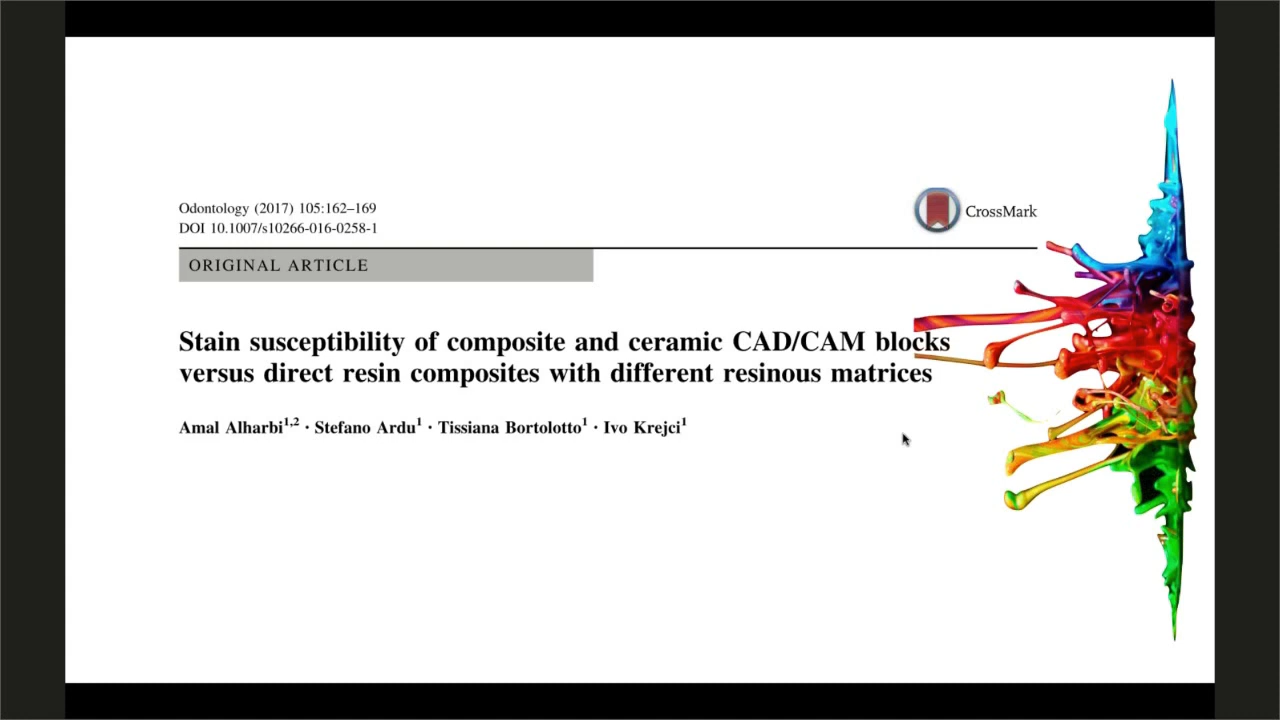 Odontology (2017) 105:162–169
DOI 10.1007/s10266-016-0258-1
CrossMark
ORIGINAL ARTICLE
Stain susceptibility of composite and ceramic CAD/CAM blocks
versus direct resin composites with different resinous matrices
Amal Alharbi1,2 · Stefano Ardu1 · Tissiana Bortolotto1 · Ivo Krejci1